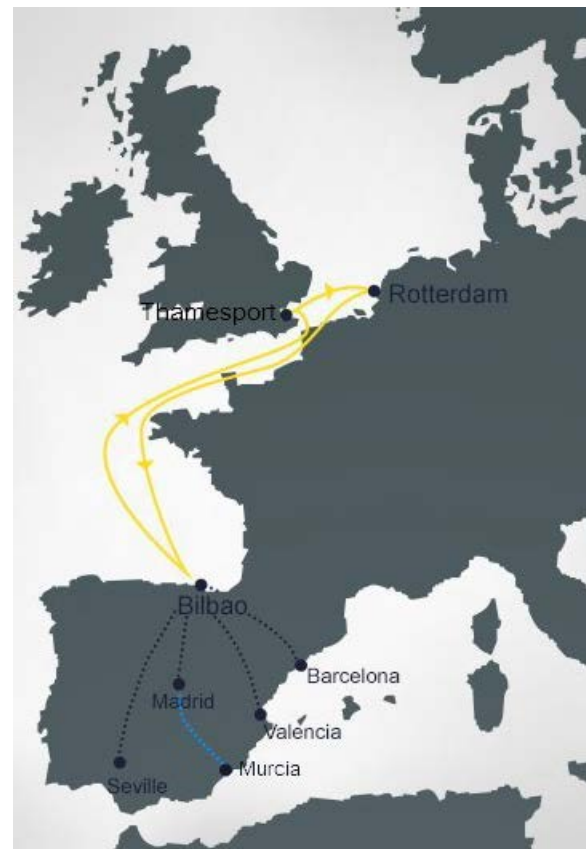 Rotterdam
Thamesport
Bilbao
Barcelona
Madrid
Valencia
Murcia
Seville